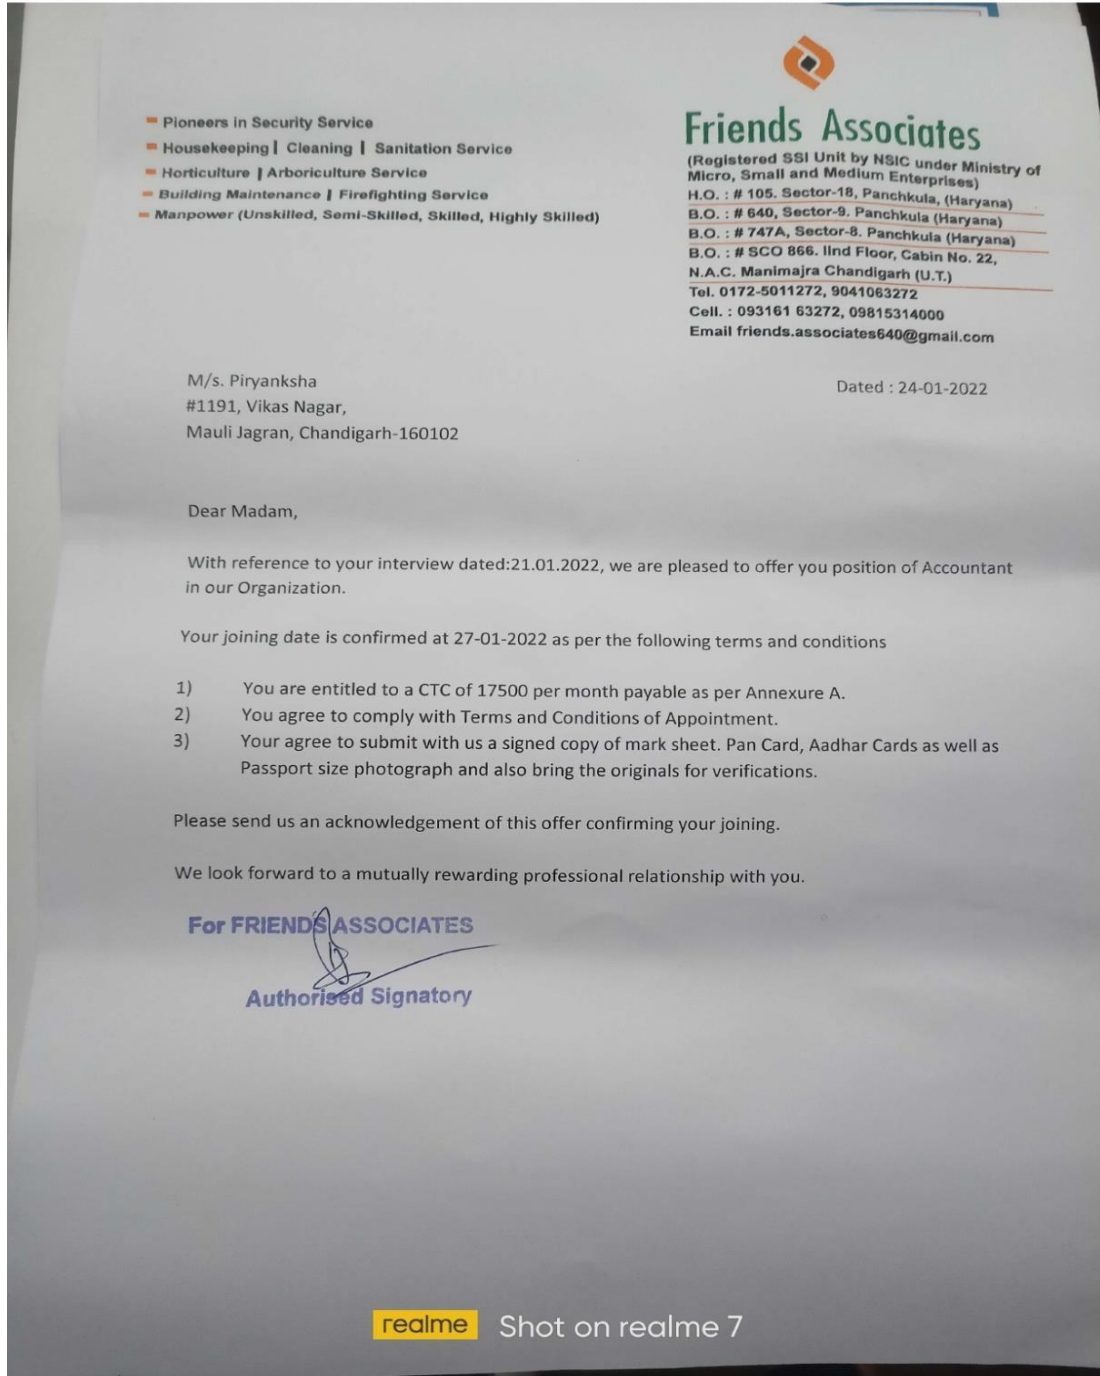 Pioneers in Security Service
Housekeeping | Cleaning | Sanitation Service
Horticulture | Arboriculture Service
Building Maintenance | Firefighting Service
Manpower (Unskilled, Semi-Skilled, Skilled, Highly Skilled)
Friends Associates
(Registered SSI Unit by NSIC under Ministry of
Micro, Small and Medium Enterprises)
H.O. : # 105. Sector-18, Panchkula, (Haryana)
B.O. : # 640, Sector-9. Panchkula (Haryana)
B.O. : # 747A, Sector-8. Panchkula (Haryana)
B.O. : # SCO 866. IInd Floor, Cabin No. 22,
N.A.C. Manimajra Chandigarh (U.T.)
Tel. 0172-5011272, 9041063272
Cell. : 093161 63272, 09815314000
Email friends.associates640@gmail.com
M/s. Piryanksha
#1191, Vikas Nagar,
Mauli Jagran, Chandigarh-160102
Dated : 24-01-2022
Dear Madam,
With reference to your interview dated:21.01.2022, we are pleased to offer you position of Accountant
in our Organization.
Your joining date is confirmed at 27-01-2022 as per the following terms and conditions
1) You are entitled to a CTC of 17500 per month payable as per Annexure A.
2) You agree to comply with Terms and Conditions of Appointment.
3) Your agree to submit with us a signed copy of mark sheet. Pan Card, Aadhar Cards as well as
Passport size photograph and also bring the originals for verifications.
Please send us an acknowledgement of this offer confirming your joining.
We look forward to a mutually rewarding professional relationship with you.
For FRIENDS ASSOCIATES
Authorised Signatory
realme Shot on realme 7